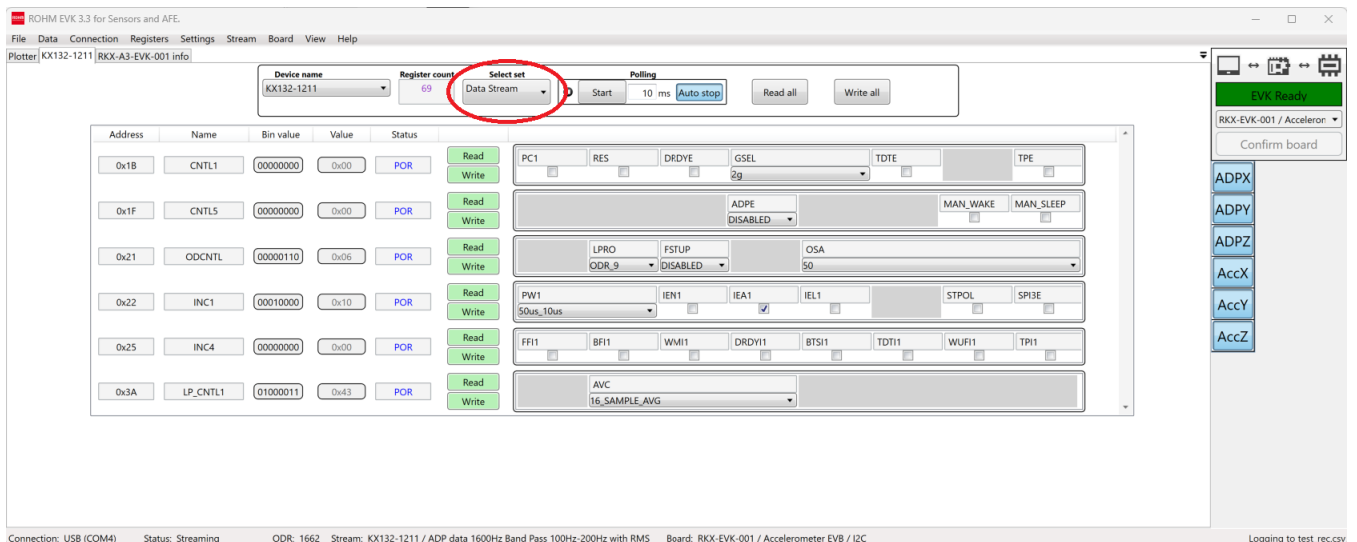 ROHM EVK 3.3 for Sensors and AFE.
File Data Connection Registers Settings Stream Board View Help
Plotter KX132-1211 RKX-A3-EVK-001 info
Device name Register count Select set Polling
KX132-1211 69 Data Stream Start 10 ms Auto stop Read all Write all
EVK Ready
RKX-EVK-001 / Acceleron
Confirm board
Address Name Bin value Value Status
0x1B CNTL1 00000000 0x00 POR Read Write PC1 RES DRDYE GSEL 2g TDTE TPE
0x1F CNTL5 00000000 0x00 POR Read Write ADPE DISABLED MAN_WAKE MAN_SLEEP
0x21 ODCNTL 00000110 0x06 POR Read Write LPRO ODR_9 FSTUP DISABLED OSA 50
0x22 INC1 00010000 0x10 POR Read Write PW1 50us_10us IEN1 IEA1 IEL1 STPOL SPI3E
0x25 INC4 00000000 0x00 POR Read Write FFI1 BFI1 WMI1 DRDYI1 BTSI1 TDTI1 WUFI1 TPI1
0x3A LP_CNTL1 01000011 0x43 POR Read Write AVC 16_SAMPLE_AVG
ADPX
ADPY
ADPZ
AccX
AccY
AccZ
Connection: USB (COM4) Status: Streaming ODR: 1662 Stream: KX132-1211 / ADP data 1600Hz Band Pass 100Hz-200Hz with RMS Board: RKX-EVK-001 / Accelerometer EVB / I2C Logging to test_rec.csv